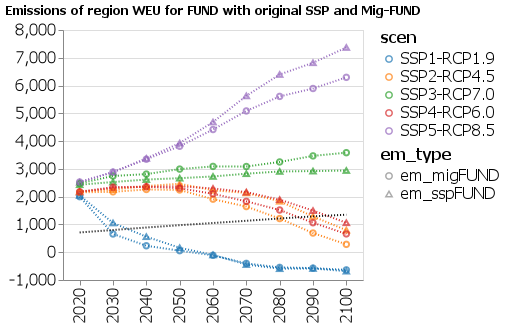 Emissions of region WEU for FUND with original SSP and Mig-FUND
8,000
7,000
6,000
5,000
4,000
3,000
2,000
1,000
0
-1,000
2020
2030
2040
2050
2060
2070
2080
2090
2100
scen
SSP1-RCP1.9
SSP2-RCP4.5
SSP3-RCP7.0
SSP4-RCP6.0
SSP5-RCP8.5
em_type
em_migFUND
em_sspFUND